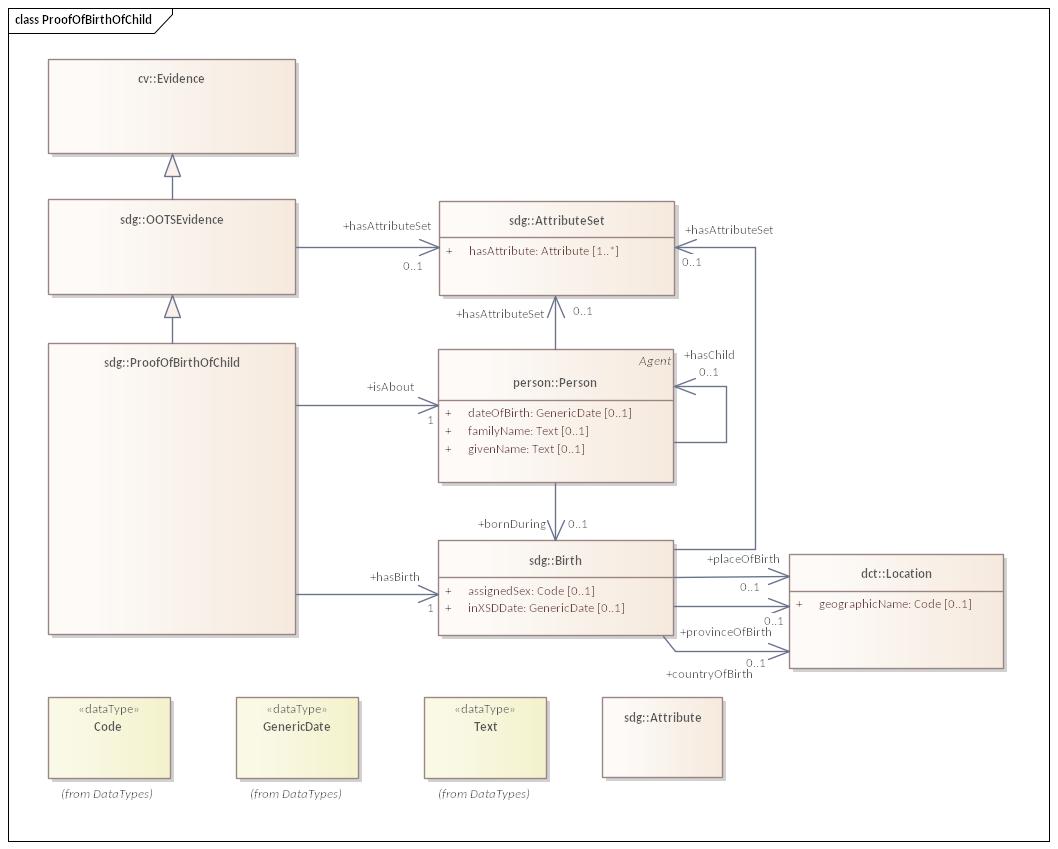 class ProofOfBirthOfChild
cv::Evidence
sdg::OOTSEvidence
+hasAttributeSet
0..1
sdg::AttributeSet
+ hasAttribute: Attribute [1..*]
+hasAttributeSet
0..1
+hasAttributeSet
0..1
sdg::ProofOfBirthOfChild
+isAbout
1
Agent
person::Person
+ dateOfBirth: GenericDate [0..1]
+ familyName: Text [0..1]
+ givenName: Text [0..1]
+hasChild
0..1
+bornDuring
0..1
+hasBirth
1
sdg::Birth
+ assignedSex: Code [0..1]
+ inXSDDate: GenericDate [0..1]
+placeOfBirth
0..1
0..1
+provinceOfBirth
0..1
+countryOfBirth
dct::Location
+ geographicName: Code [0..1]
«dataType»
Code
(from DataTypes)
«dataType»
GenericDate
(from DataTypes)
«dataType»
Text
(from DataTypes)
sdg::Attribute